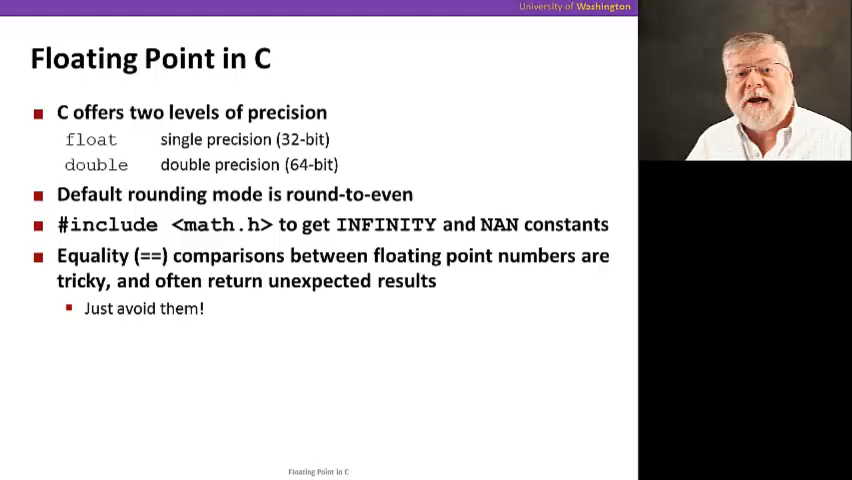 University of Washington
Floating Point in C
C offers two levels of precision
float single precision (32-bit)
double double precision (64-bit)
Default rounding mode is round-to-even
#include <math.h> to get INFINITY and NAN constants
Equality (==) comparisons between floating point numbers are
tricky, and often return unexpected results
Just avoid them!
Floating Point in C